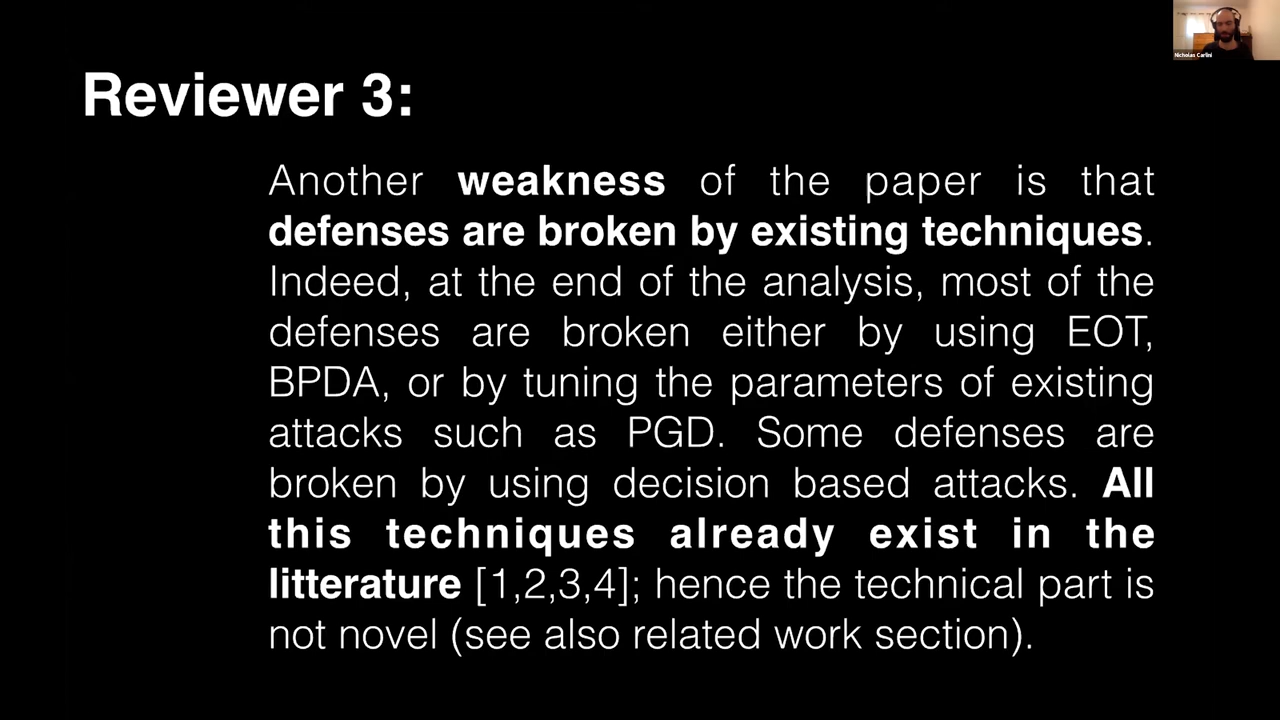 Nicholas Carlini
Reviewer 3:
Another weakness of the paper is that
defenses are broken by existing techniques.
Indeed, at the end of the analysis, most of the
defenses are broken either by using EOT,
BPDA, or by tuning the parameters of existing
attacks such as PGD. Some defenses are
broken by using decision based attacks. All
this techniques already exist in the
litterature [1,2,3,4]; hence the technical part is
not novel (see also related work section).